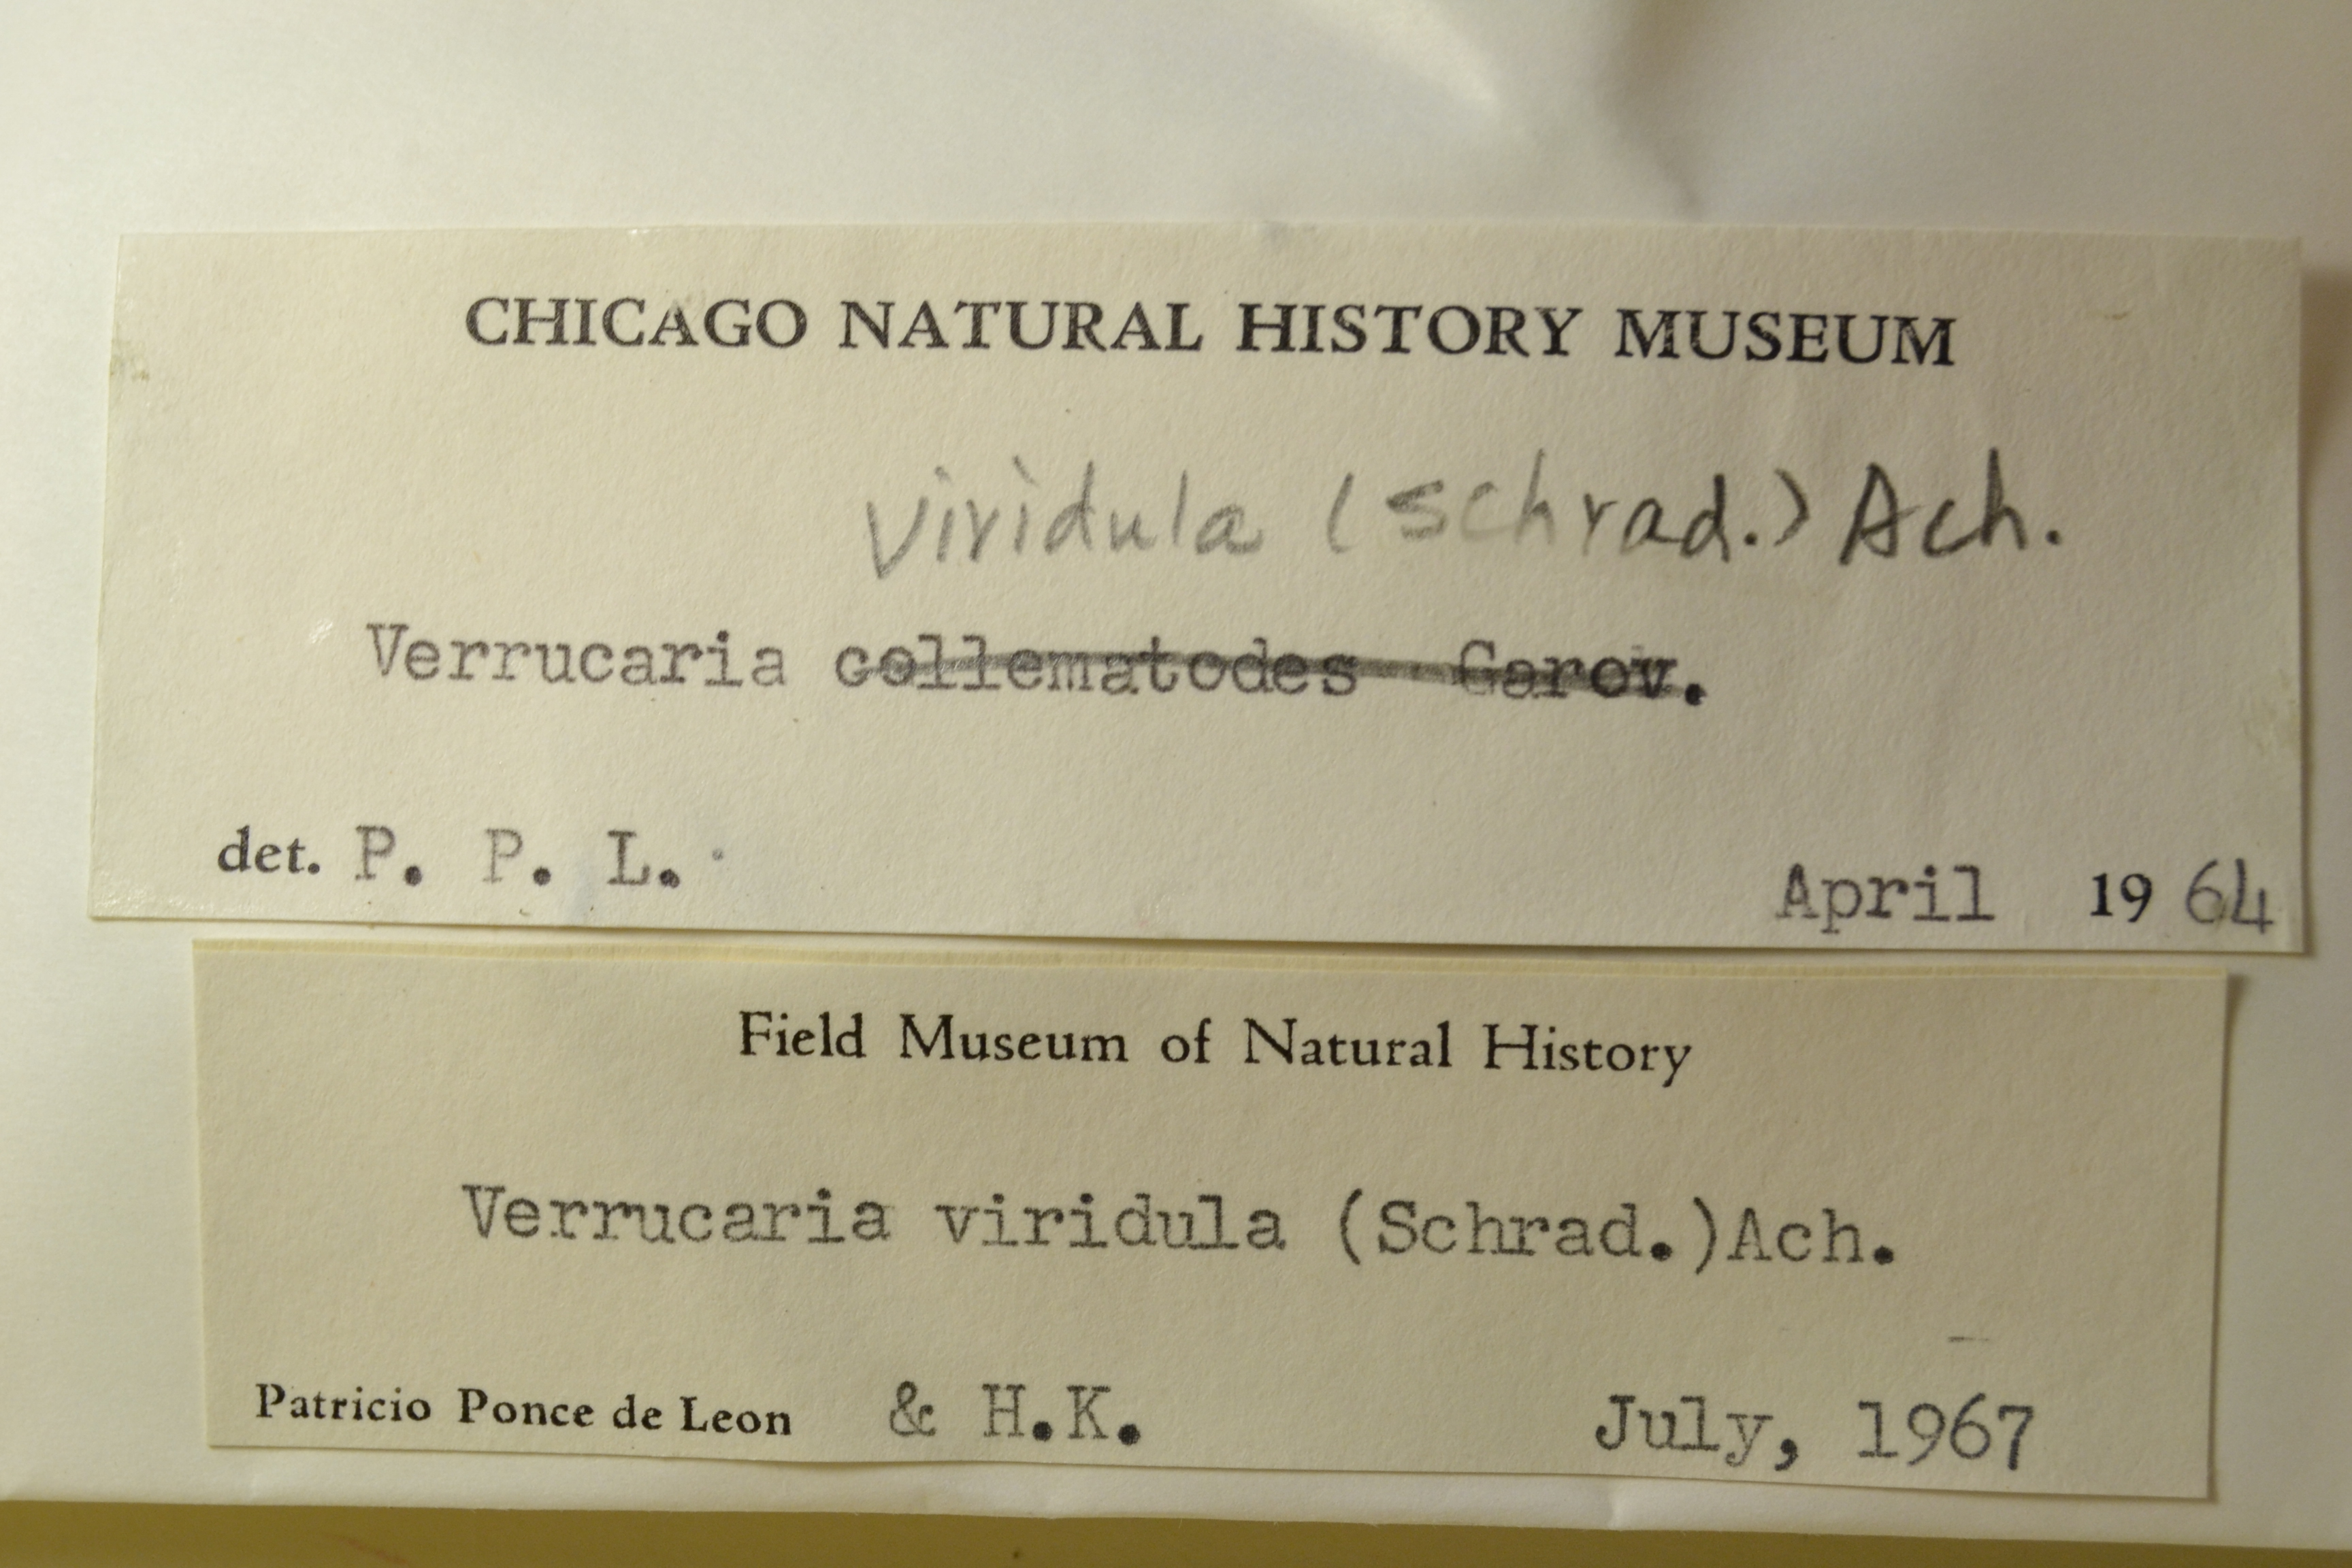 CHICAGO NATURAL HISTORY MUSEUM
viridula (Schrad.) Ach.
Verrucaria collematodes Garov.
det. P. P. L.
April 1964
Field Museum of Natural History
Verrucaria viridula (Schrad.)Ach.
Patricio Ponce de Leon & H.K. July, 1967